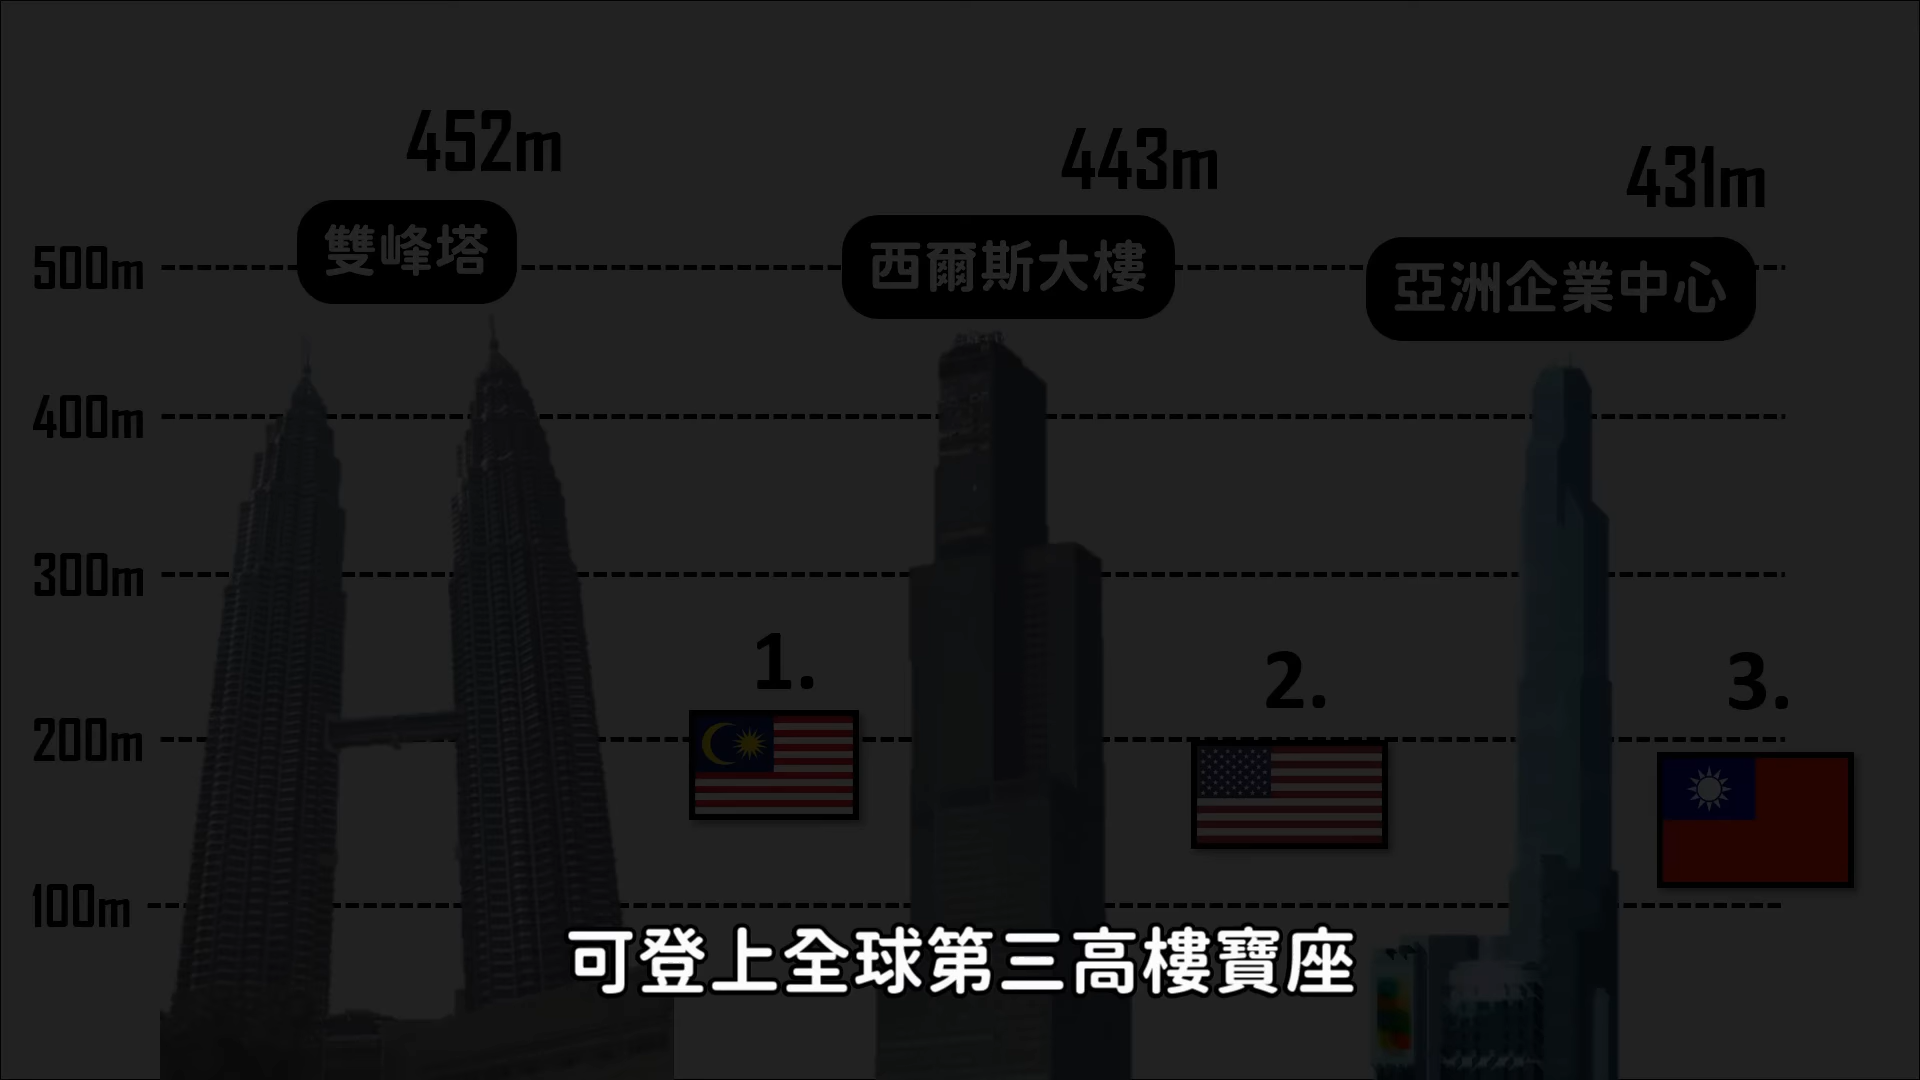 452m
443m
431m
雙峰塔
西爾斯大樓
亞洲企業中心
500m
400m
300m
200m
100m
1.
2.
3.
可登上全球第三高樓寶座